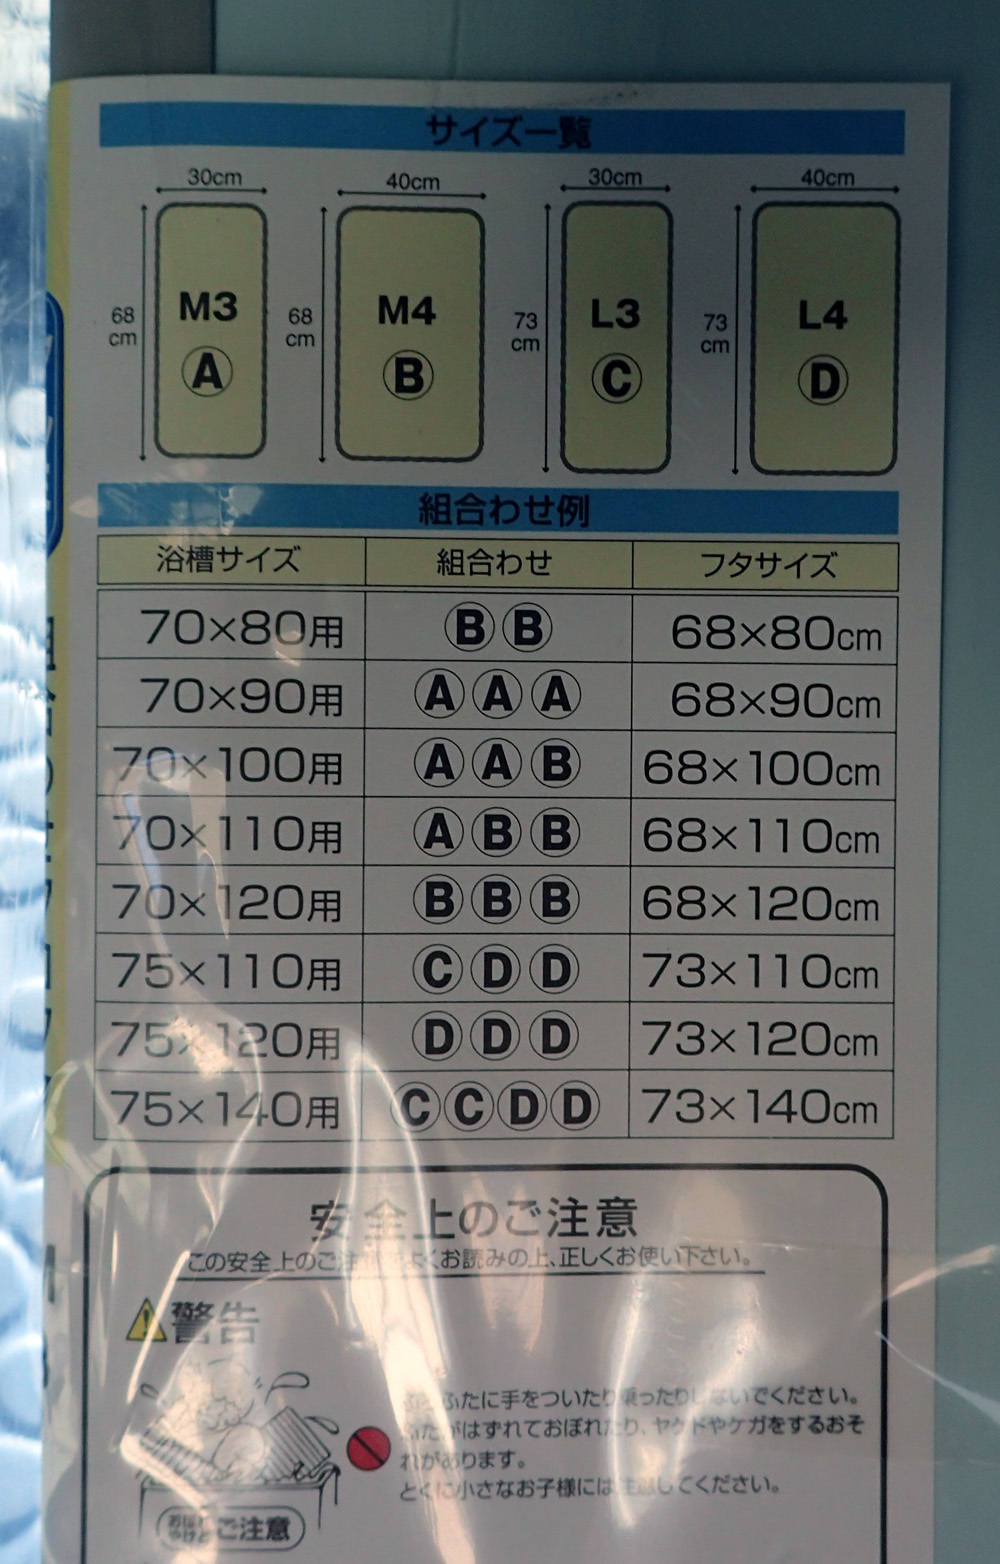 サイズ一覧
30cm 40cm 30cm 40cm
68cm M3 A 68cm M4 B 73cm L3 C 73cm L4 D
組合わせ例
浴槽サイズ 組合わせ フタサイズ
70×80用 ⒷⒷ 68×80cm
70×90用 ⒶⒶⒶ 68×90cm
70×100用 ⒶⒶⒷ 68×100cm
70×110用 ⒶⒷⒷ 68×110cm
70×120用 ⒷⒷⒷ 68×120cm
75×110用 ⒸⒹⒹ 73×110cm
75×120用 ⒹⒹⒹ 73×120cm
75×140用 ⒸⒸⒹⒹ 73×140cm
安全上のご注意
この安全上のご注意をよくお読みの上、正しくお使い下さい。
警告
ふたに手をついたり乗ったりしないでください。
ふたがはずれておぼれたり、ヤケドやケガをするおそ
れがあります。
とくに小さなお子様には注意してください。
ご注意